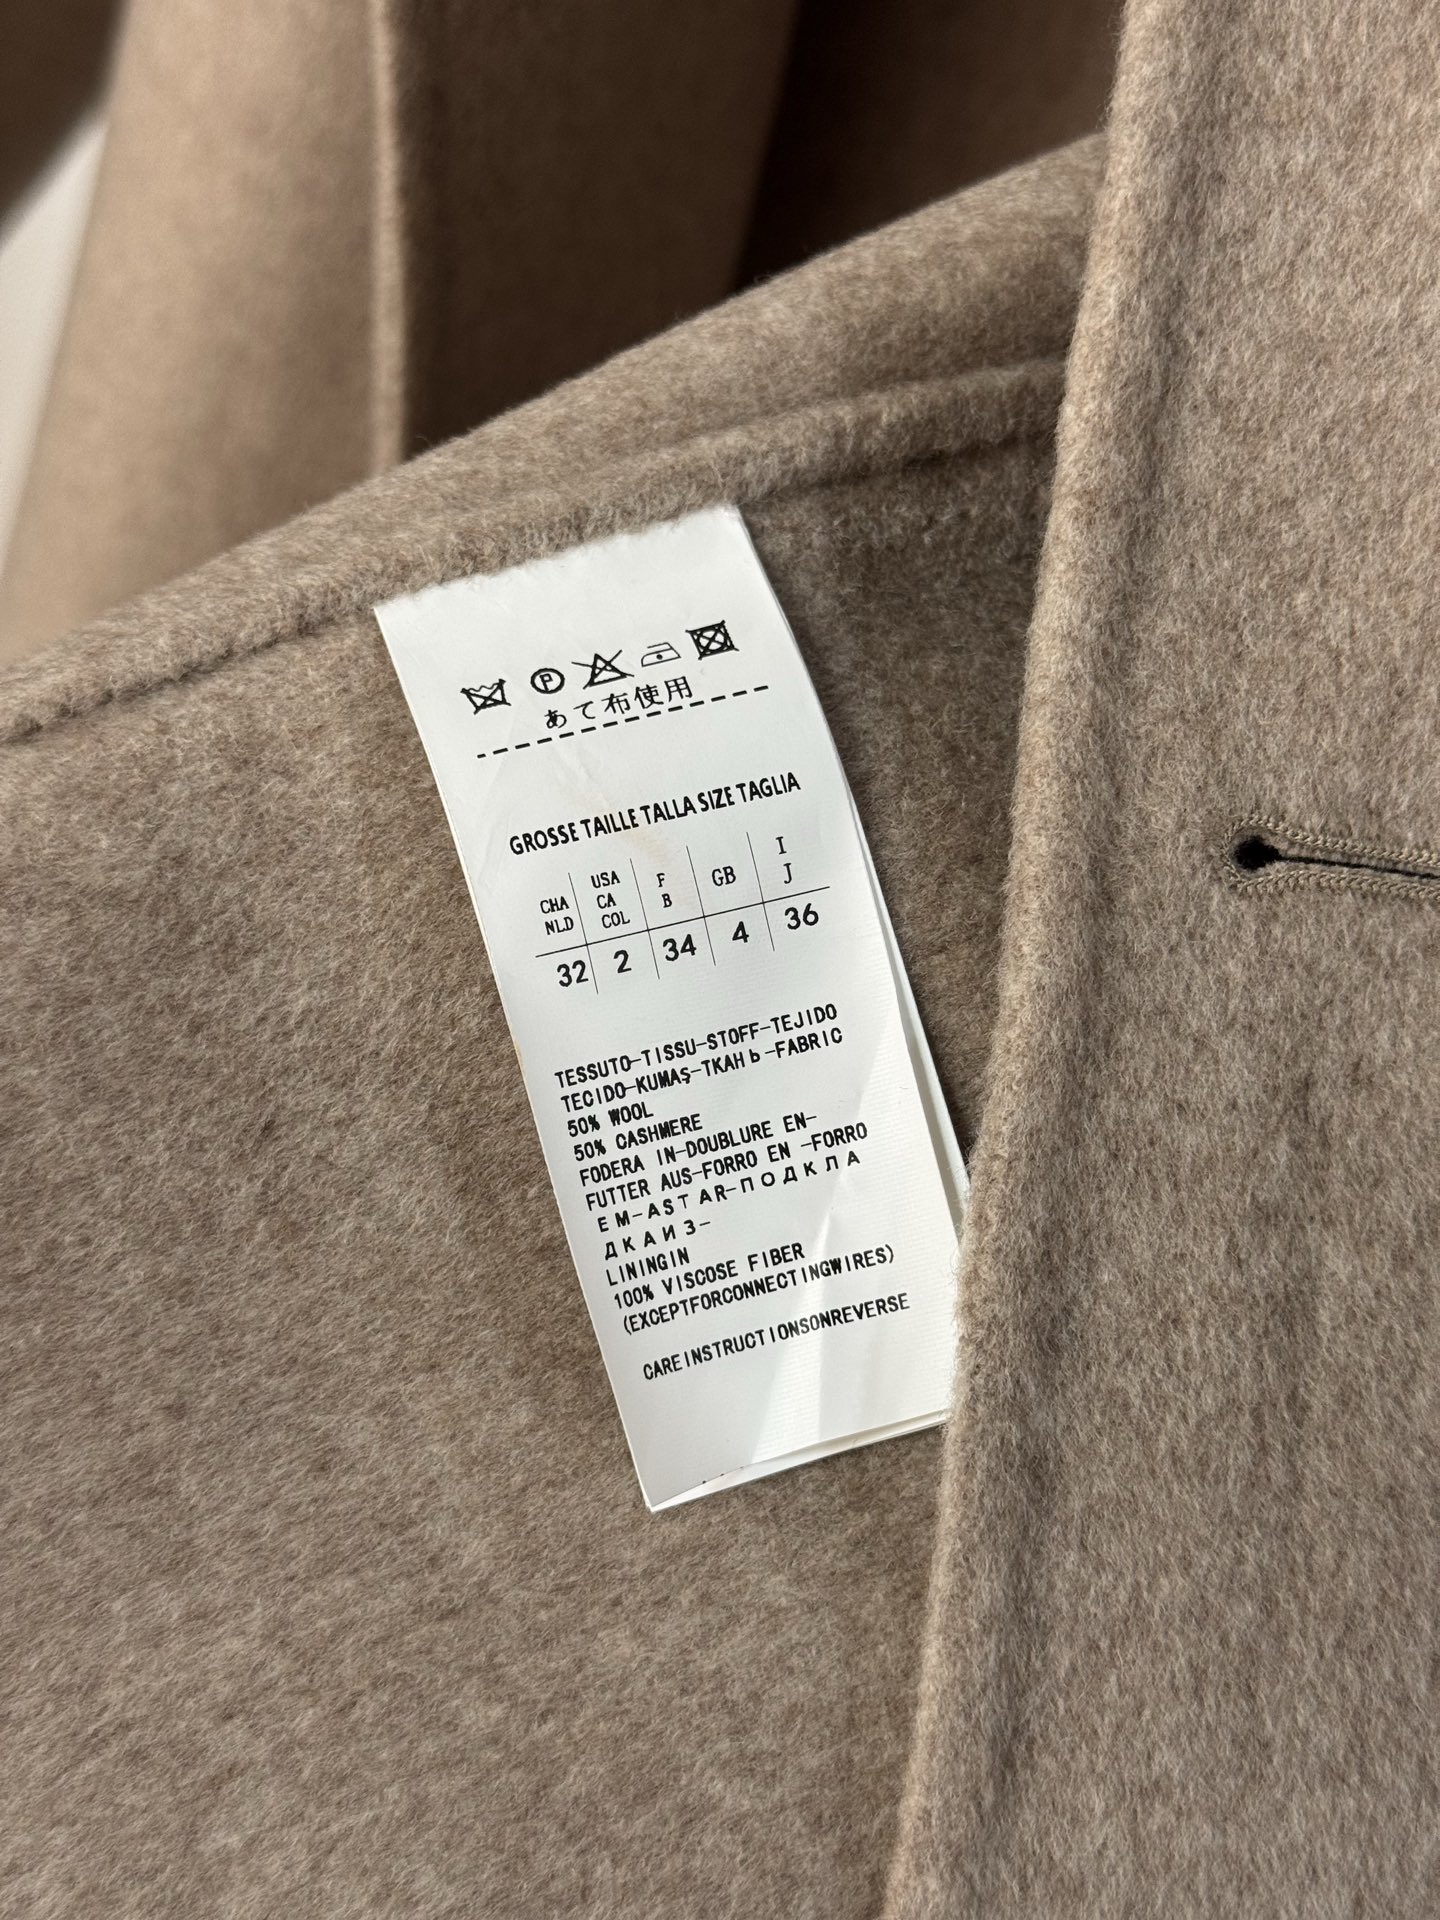 P
あて布使用
GROSSE TAILLE TALLA SIZE TAGLIA
CHA NLD USA CA COL F B GB I J
32 2 34 4 36
TESSUTO-TISSU-STOFF-TEJIDO
TECIDO-KUMAŞ-TKAHь-FABRIC
50% WOOL
50% CASHMERE
FODERA IN-DOUBLURE EN-
FUTTER AUS-FORRO EN -FORRO
EM-ASTAR-ПОДКЛА
ДКАИЗ-
LININGIN
100% VISCOSE FIBER
(EXCEPTFORCONNECTINGWIRES)
CAREINSTRUCTIONSONREVERSE